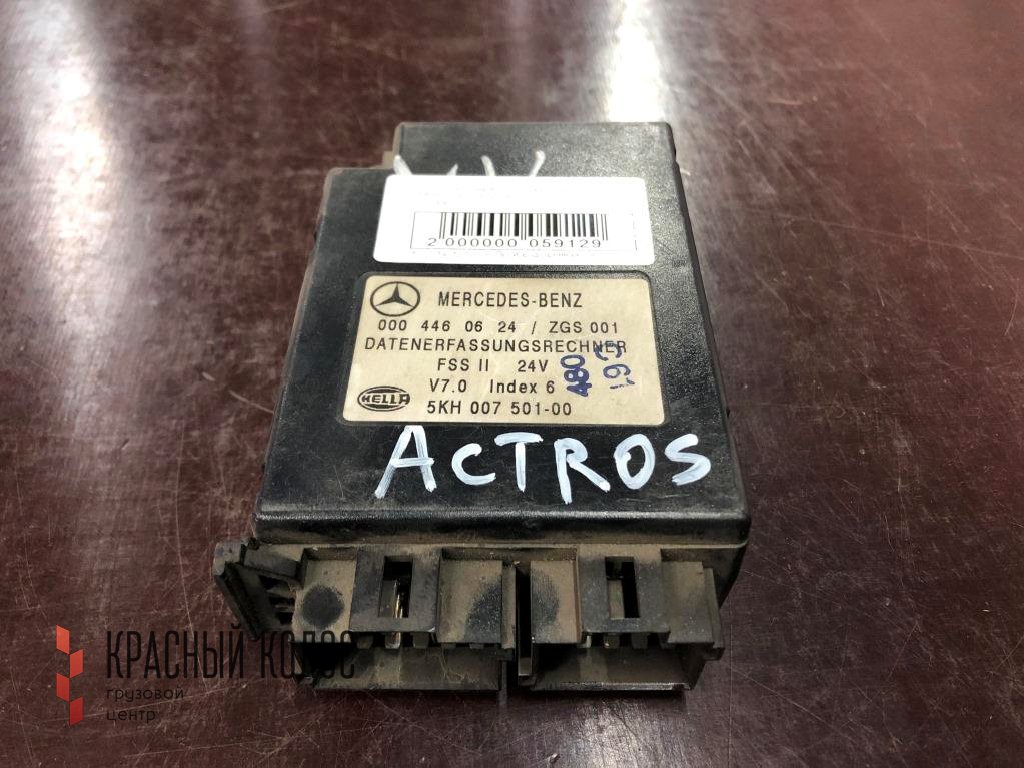 2 000000 059129
MERCEDES-BENZ
000 446 06 24 / ZGS 001
DATENERFASSUNGSRECHNER
FSS II 24V 480
V7.0 Index 6
HELLA
5KH 007 501-00
ACTROS
КРАСНЫЙ КОЛОС
грузовой
центр